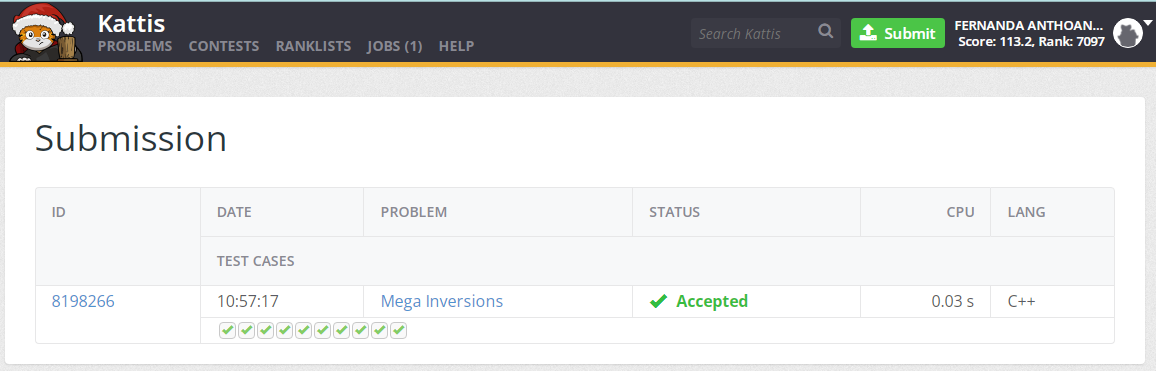 Kattis
PROBLEMS CONTESTS RANKLISTS JOBS (1) HELP
Search Kattis
Submit
FERNANDA ANTHOAN...
Score: 113.2, Rank: 7097
Submission
ID DATE PROBLEM STATUS CPU LANG
TEST CASES
8198266 10:57:17 Mega Inversions Accepted 0.03 s C++